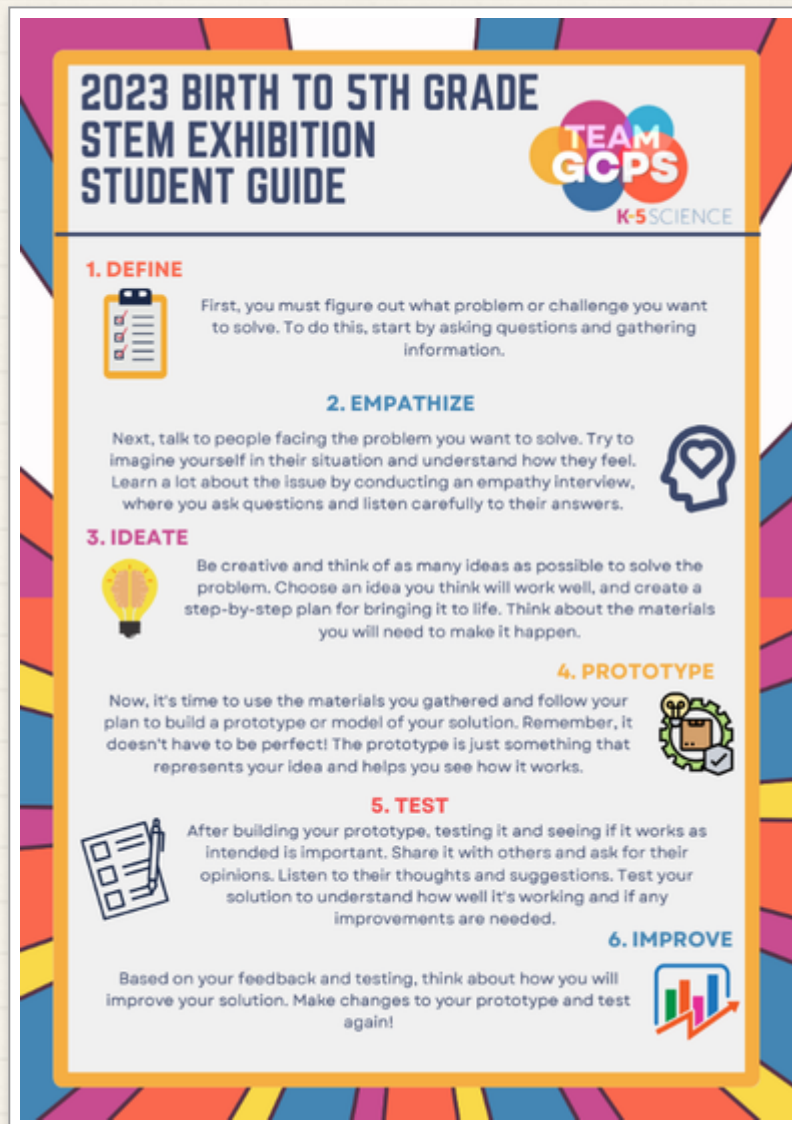 2023 BIRTH TO 5TH GRADE
STEM EXHIBITION
STUDENT GUIDE
TEAM
GCPS
K-5 SCIENCE
1. DEFINE
First, you must figure out what problem or challenge you want
to solve. To do this, start by asking questions and gathering
information.
2. EMPATHIZE
Next, talk to people facing the problem you want to solve. Try to
imagine yourself in their situation and understand how they feel.
Learn a lot about the issue by conducting an empathy interview,
where you ask questions and listen carefully to their answers.
3. IDEATE
Be creative and think of as many ideas as possible to solve the
problem. Choose an idea you think will work well, and create a
step-by-step plan for bringing it to life. Think about the materials
you will need to make it happen.
4. PROTOTYPE
Now, it's time to use the materials you gathered and follow your
plan to build a prototype or model of your solution. Remember, it
doesn't have to be perfect! The prototype is just something that
represents your idea and helps you see how it works.
5. TEST
After building your prototype, testing it and seeing if it works as
intended is important. Share it with others and ask for their
opinions. Listen to their thoughts and suggestions. Test your
solution to understand how well it's working and if any
improvements are needed.
6. IMPROVE
Based on your feedback and testing, think about how you will
improve your solution. Make changes to your prototype and test
again!